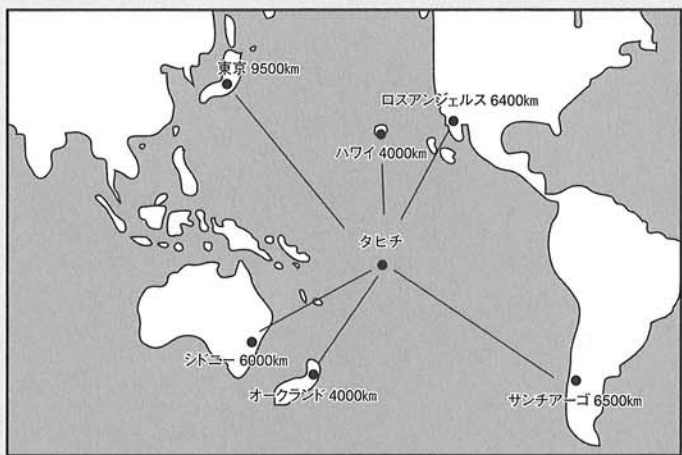 東京 9500km
ロスアンジェルス 6400km
ハワイ 4000km
タヒチ
シドニー 6000km
オークランド 4000km
サンチアーゴ 6500km